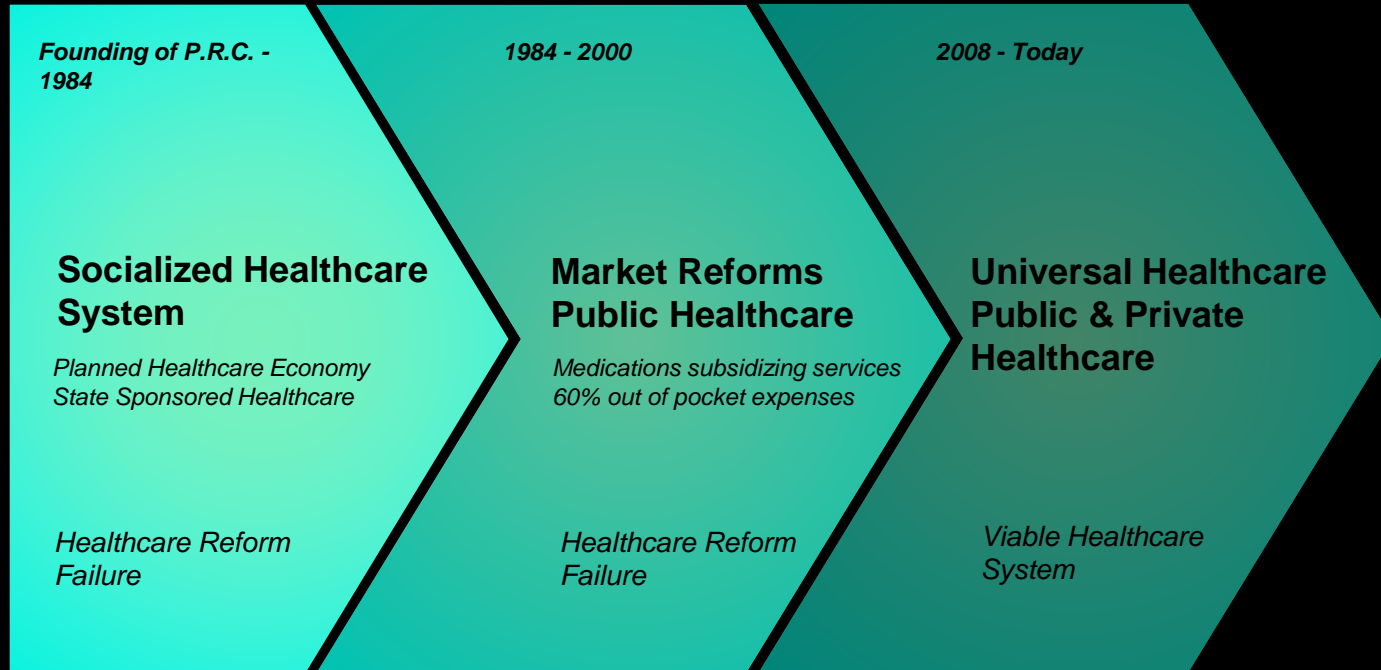 Founding of P.R.C. -
1984
Socialized Healthcare
System
Planned Healthcare Economy
State Sponsored Healthcare
Healthcare Reform
Failure
1984 - 2000
Market Reforms
Public Healthcare
Medications subsidizing services
60% out of pocket expenses
Healthcare Reform
Failure
2008 - Today
Universal Healthcare
Public & Private
Healthcare
Viable Healthcare
System